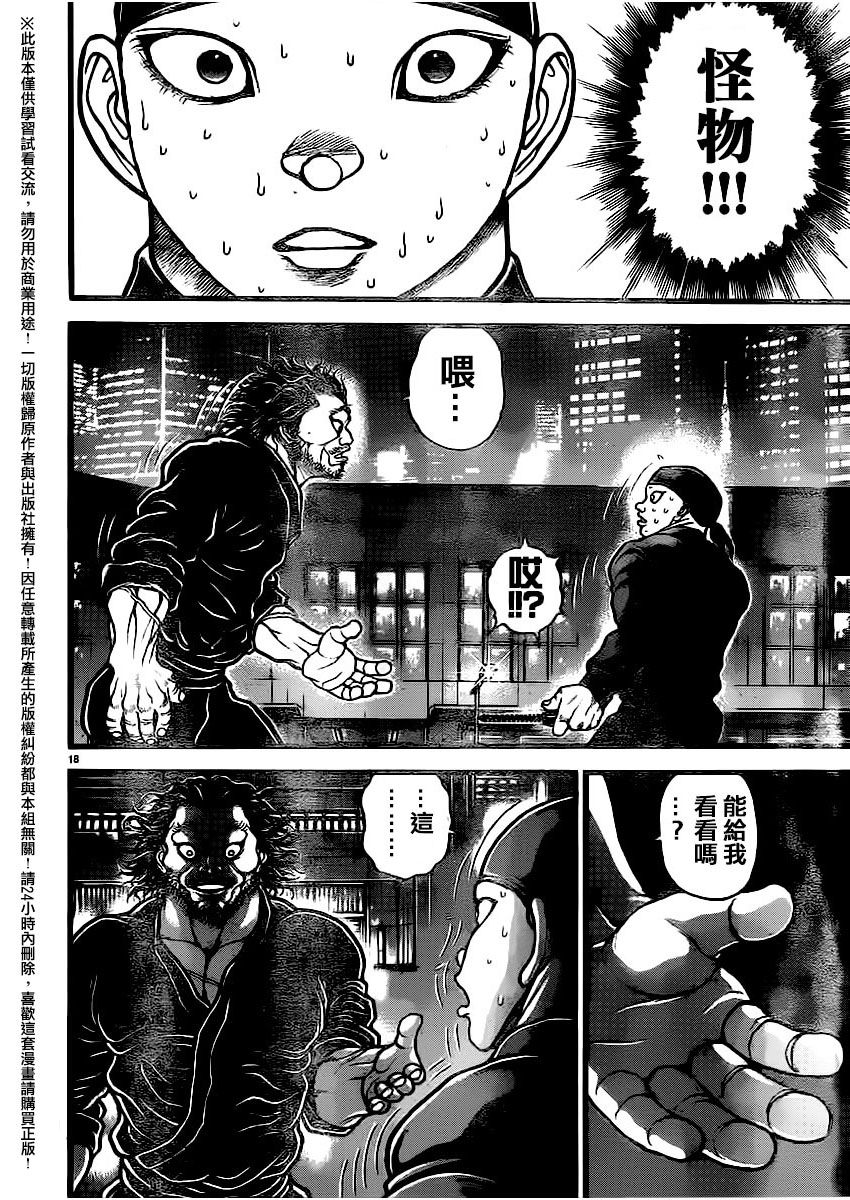 怪物!!!
喂…
哎!!?
18
能給我
看看嗎
…?
…這
……
※此版本僅供學習試看交流，請勿用於商業用途！一切版權歸原作者與出版社擁有！因任意轉載所產生的版權糾紛都與本組無關！請24小時內刪除，喜歡這套漫畫請購買正版！